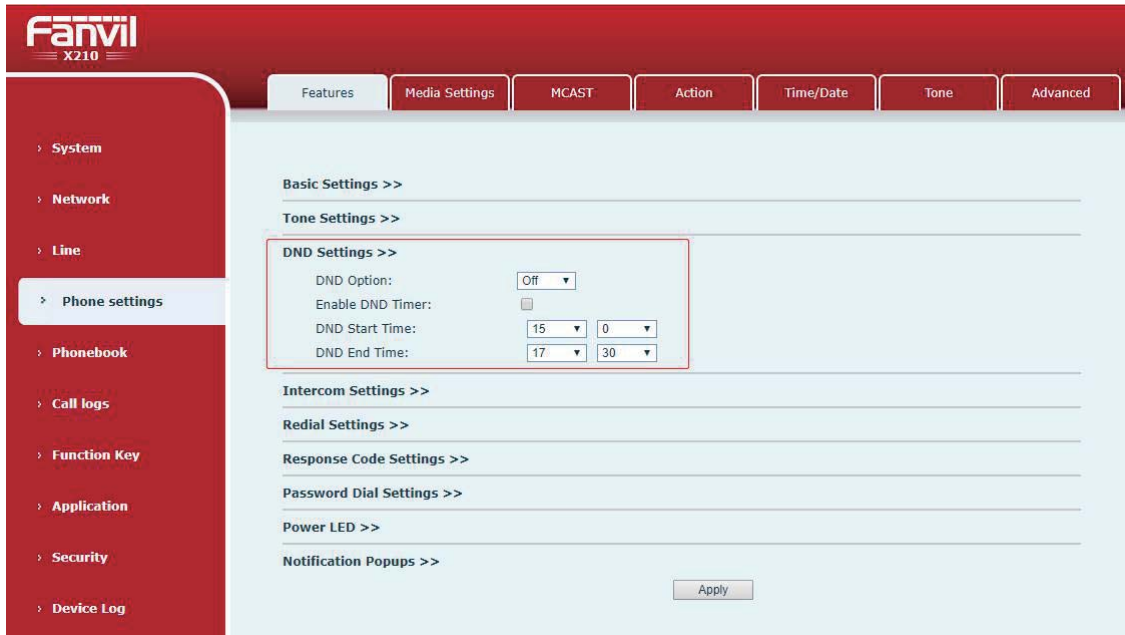 Fanvil
X210
Features Media Settings MCAST Action Time/Date Tone Advanced
› System
› Network
› Line
› Phone settings
› Phonebook
› Call logs
› Function Key
› Application
› Security
› Device Log
Basic Settings >>
Tone Settings >>
DND Settings >>
DND Option: Off
Enable DND Timer:
DND Start Time: 15 0
DND End Time: 17 30
Intercom Settings >>
Redial Settings >>
Response Code Settings >>
Password Dial Settings >>
Power LED >>
Notification Popups >>
Apply